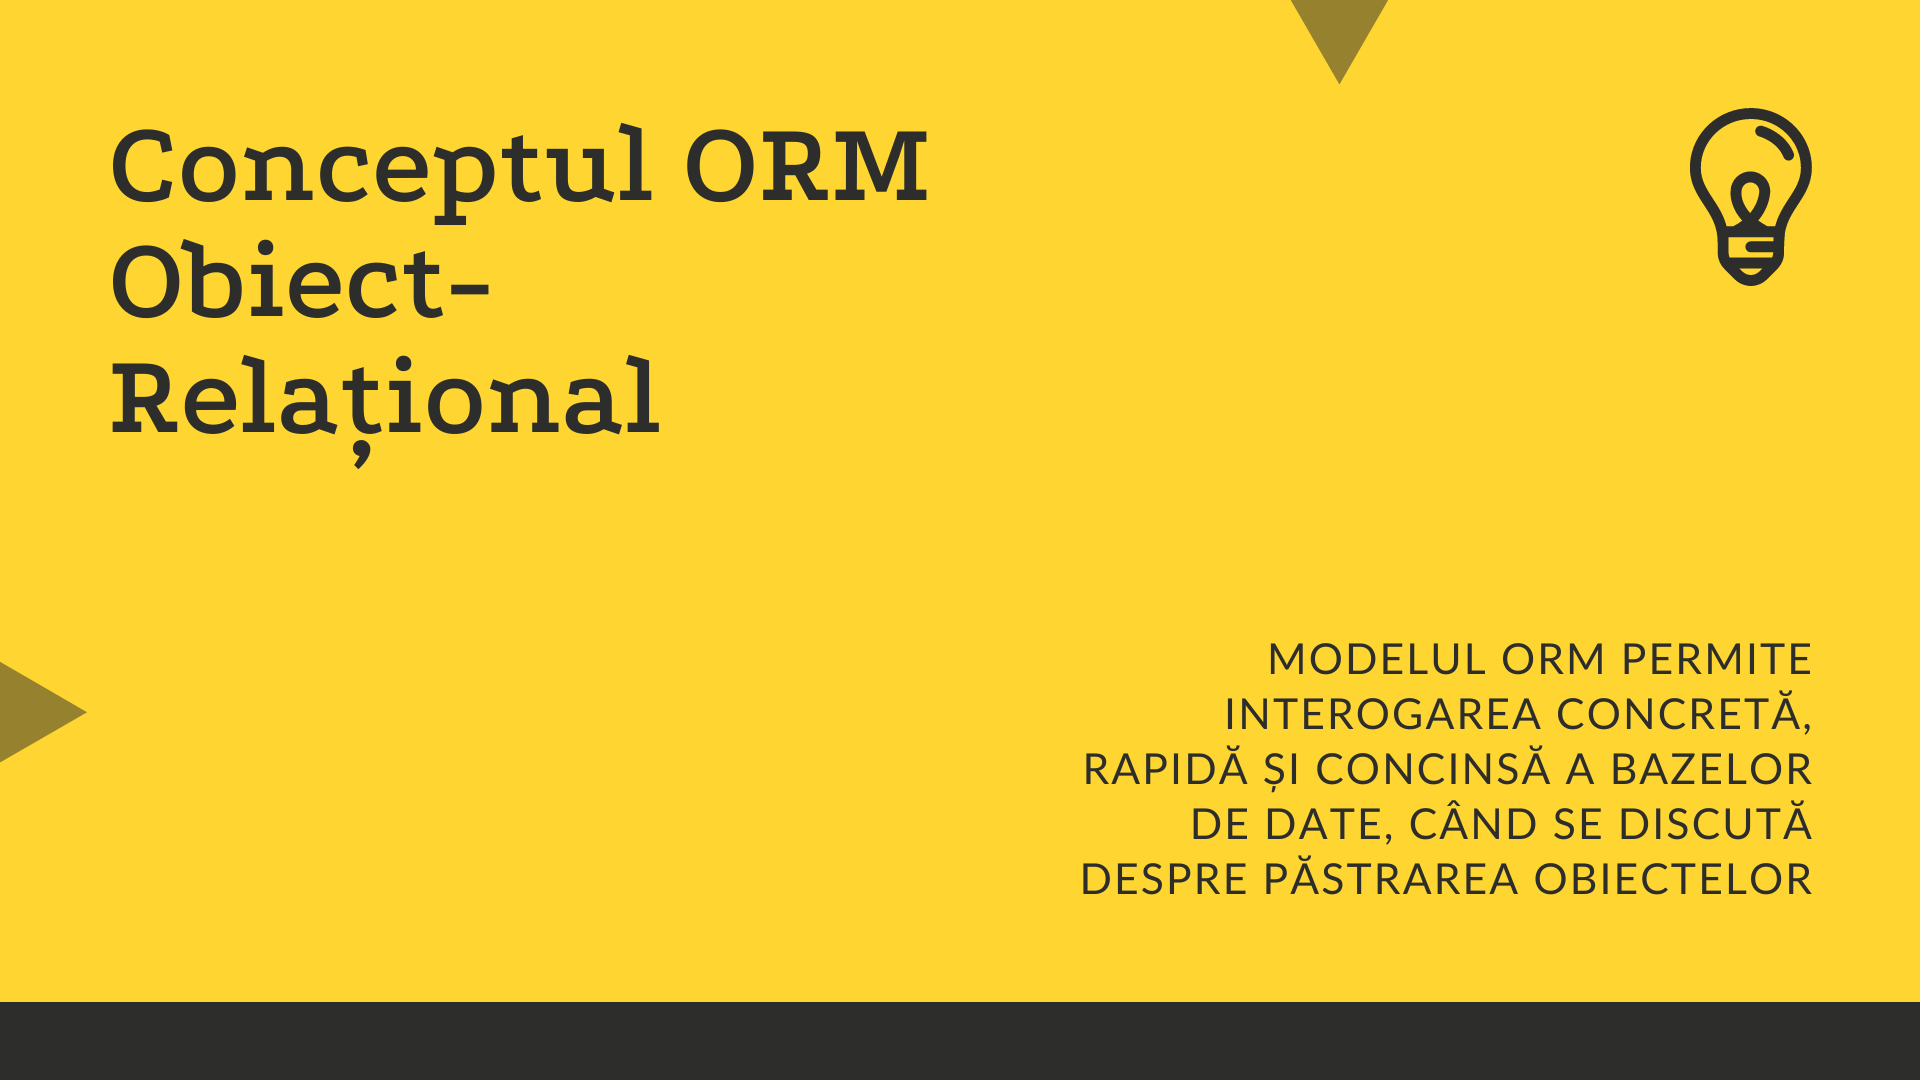 Conceptul ORM
Obiect-
Relațional
MODELUL ORM PERMITE
INTEROGAREA CONCRETĂ,
RAPIDĂ ȘI CONCINSĂ A BAZELOR
DE DATE, CÂND SE DISCUTĂ
DESPRE PĂSTRAREA OBIECTELOR